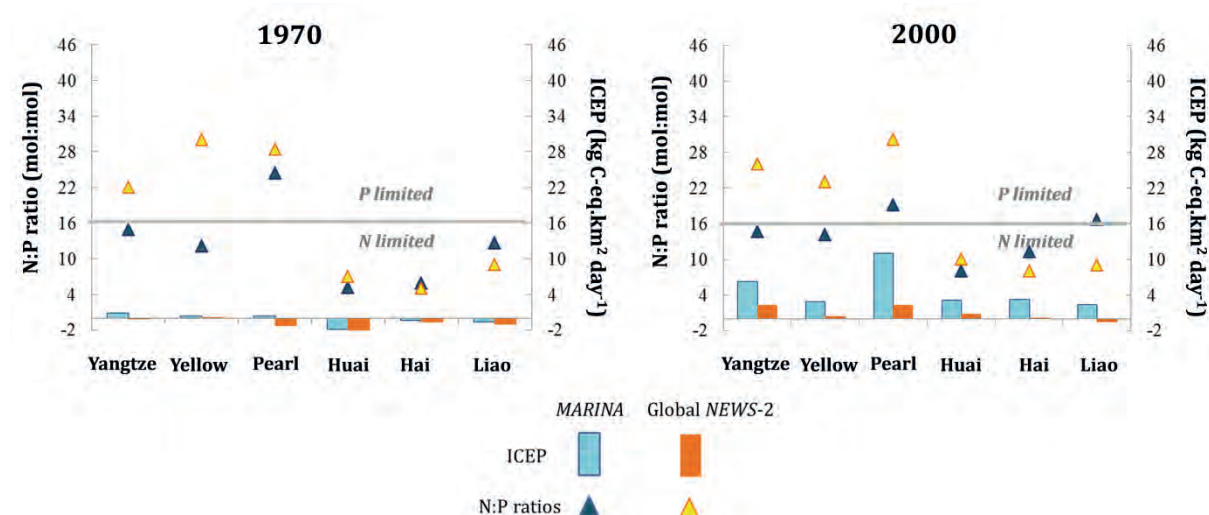 1970
N:P ratio (mol:mol)
46
40
34
28
22
16
10
4
-2
P limited
N limited
46
40
34
28
22
16
10
4
-2
ICEP (kg C-eq.km² day⁻¹)
Yangtze Yellow Pearl Huai Hai Liao
2000
N:P ratio (mol:mol)
46
40
34
28
22
16
10
4
-2
P limited
N limited
46
40
34
28
22
16
10
4
-2
ICEP (kg C-eq.km² day⁻¹)
Yangtze Yellow Pearl Huai Hai Liao
MARINA Global NEWS-2
ICEP
N:P ratios